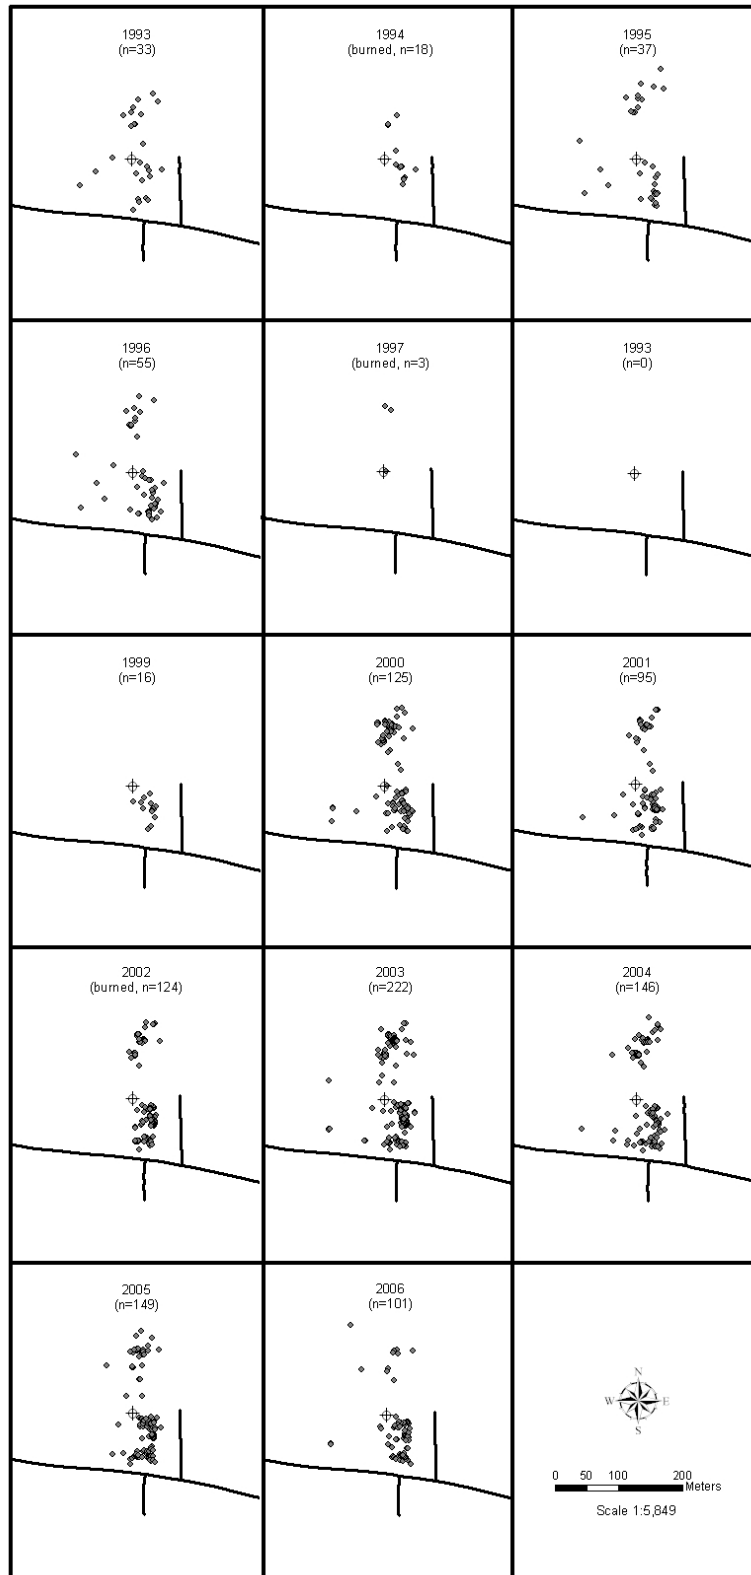 1993
(n=33)
1994
(burned, n=18)
1995
(n=37)
1996
(n=55)
1997
(burned, n=3)
1993
(n=0)
1999
(n=16)
2000
(n=125)
2001
(n=95)
2002
(burned, n=124)
2003
(n=222)
2004
(n=146)
2005
(n=149)
2006
(n=101)
N
W E
S
0 50 100 200
Meters
Scale 1:5,849